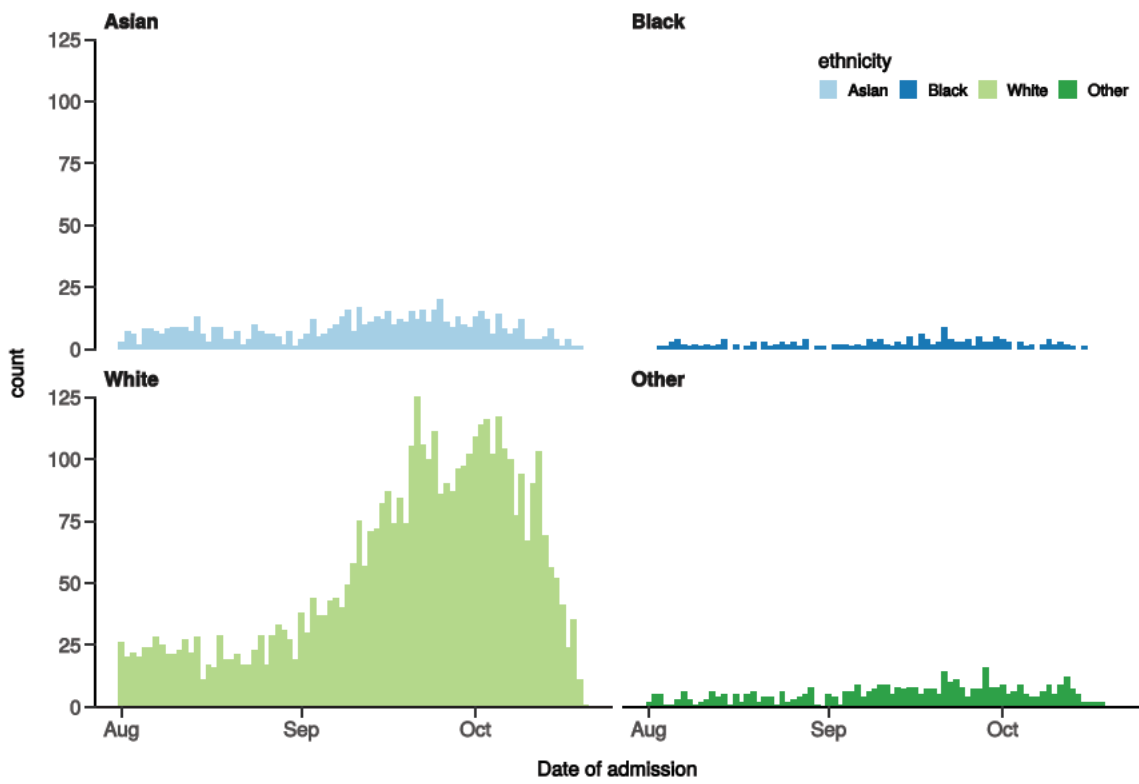 Asian
Black
125
100
75
50
25
0
ethnicity
Asian Black White Other
count
White
Other
125
100
75
50
25
0
Aug Sep Oct
Aug Sep Oct
Date of admission